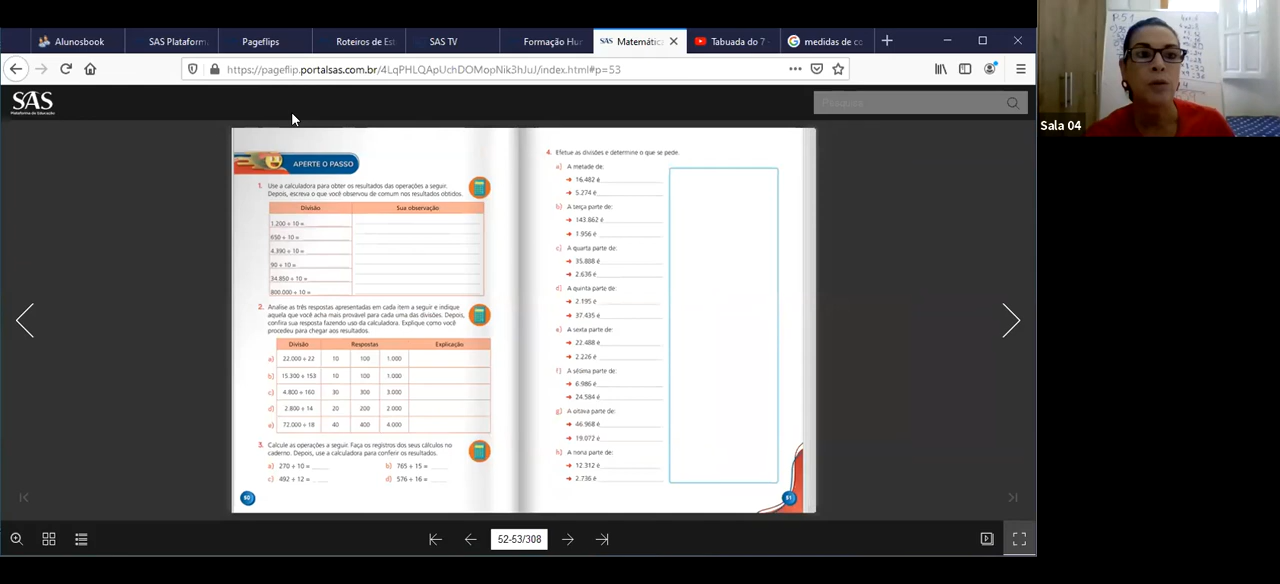 Alunosbook
SAS Plataform
Pageflips
Roteiros de Est
SAS TV
Formação Hur
SAS Matemática
Tabuada do 7
medidas de co
https://pageflip.portalsas.com.br/4LqPHLQApUchDOMopNik3hJuJ/index.html#p=53
SAS
Plataforma de Educação
Pesquisa
Sala 04
APERTE O PASSO
1. Use a calculadora para obter os resultados das operações a seguir.
Depois, escreva o que você observou de comum nos resultados obtidos.
Divisão Sua observação
1.200 ÷ 10 =
650 ÷ 10 =
4.390 ÷ 10 =
90 ÷ 10 =
34.850 ÷ 10 =
800.000 ÷ 10 =
2. Analise as três respostas apresentadas em cada item a seguir e indique
aquela que você acha mais provável para cada uma das divisões. Depois,
confira sua resposta fazendo uso da calculadora. Explique como você
procedeu para chegar aos resultados.
Divisão Respostas Explicação
a) 22.000 ÷ 22 10 100 1.000
b) 15.300 ÷ 153 10 100 1.000
c) 4.800 ÷ 160 30 300 3.000
d) 2.800 ÷ 14 20 200 2.000
e) 72.000 ÷ 18 40 400 4.000
3. Calcule as operações a seguir. Faça os registros dos seus cálculos no
caderno. Depois, use a calculadora para conferir os resultados.
a) 270 ÷ 10 = b) 765 ÷ 15 =
c) 492 ÷ 12 = d) 576 ÷ 16 =
50
4. Efetue as divisões e determine o que se pede.
a) A metade de:
16.482 é
5.274 é
b) A terça parte de:
143.862 é
1.956 é
c) A quarta parte de:
35.888 é
2.636 é
d) A quinta parte de:
2.195 é
37.435 é
e) A sexta parte de:
22.488 é
2.226 é
f) A sétima parte de:
6.986 é
24.584 é
g) A oitava parte de:
46.968 é
19.072 é
h) A nona parte de:
12.312 é
2.736 é
51
52-53/308